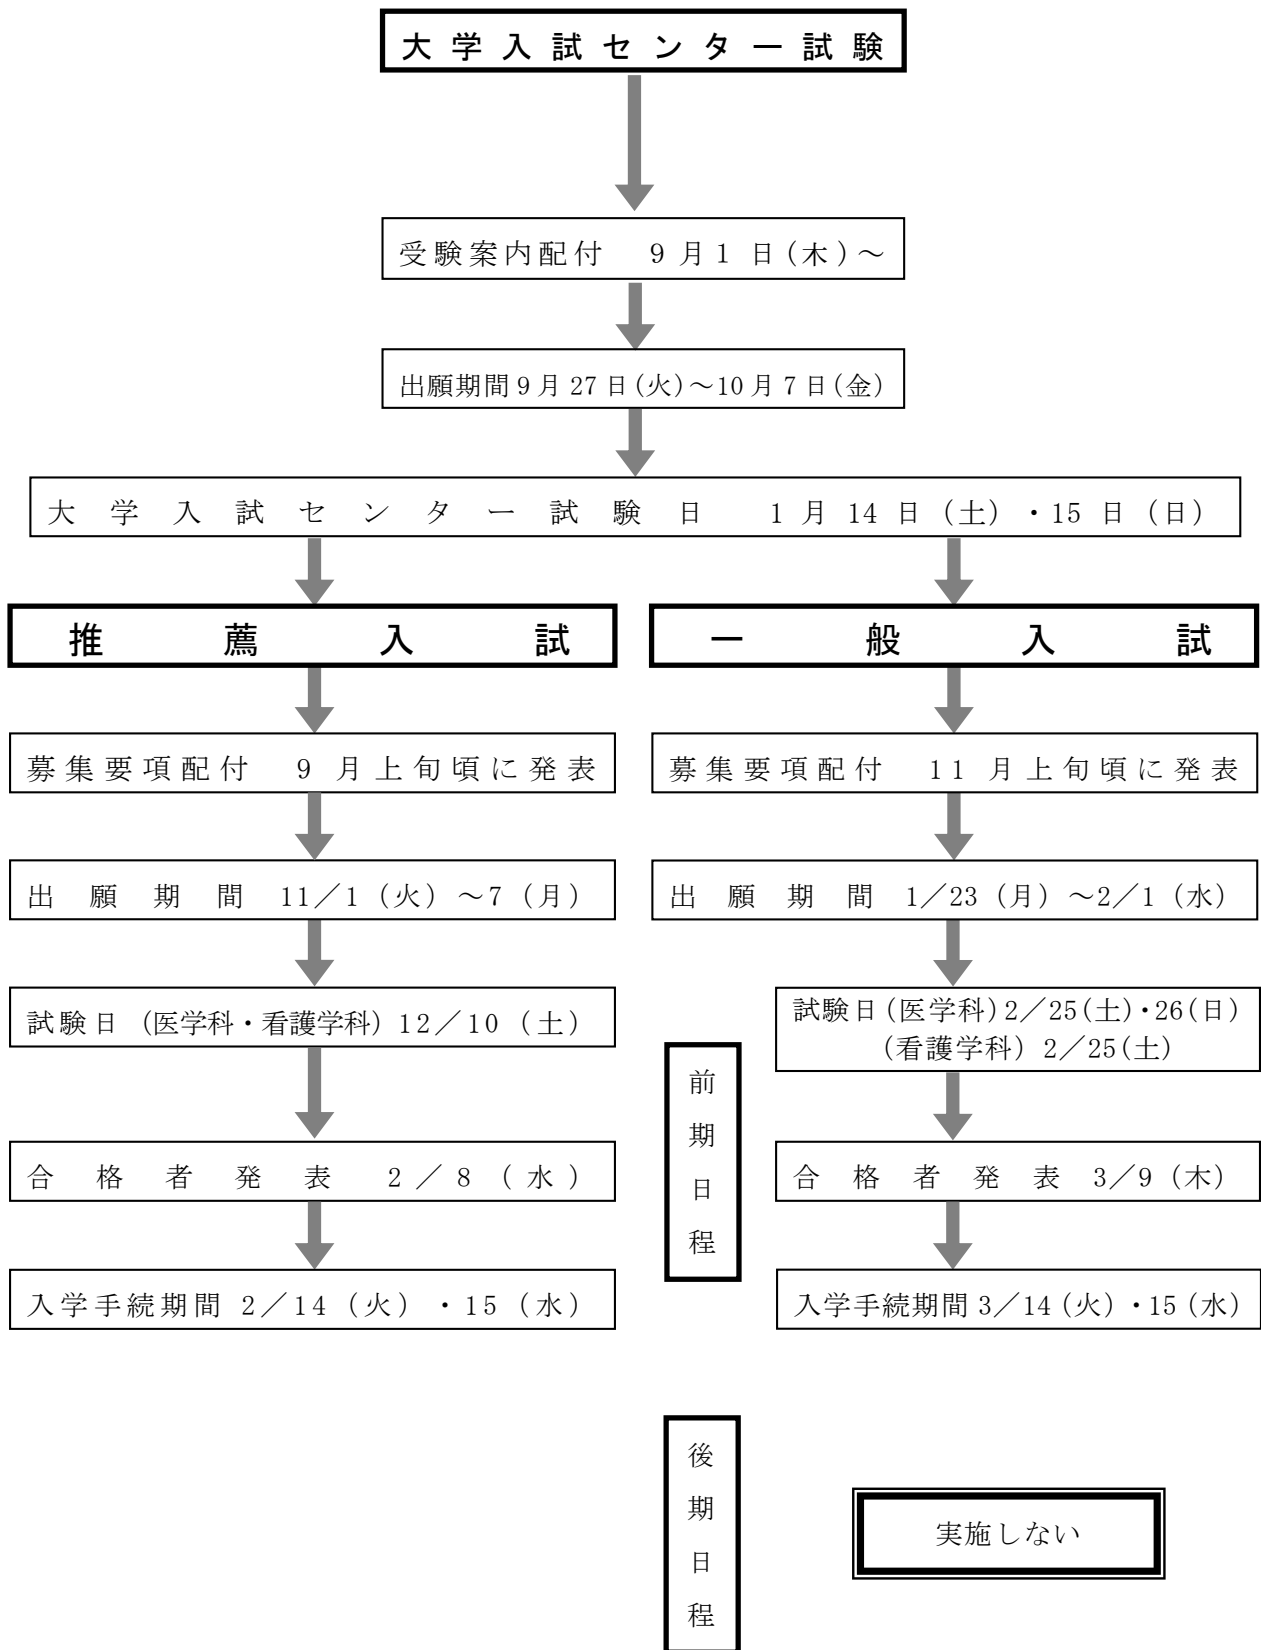 大学入試センター試験
受験案内配付　9月1日(木)～
出願期間9月27日(火)～10月7日(金)
大学入試センター試験日　1月14日(土)・15日(日)
推薦入試
募集要項配付　9月上旬頃に発表
出願期間　11／1(火)～7(月)
試験日(医学科・看護学科)12／10(土)
合格者発表　2／8(水)
入学手続期間 2／14(火)・15(水)
一般入試
募集要項配付　11月上旬頃に発表
出願期間　1／23(月)～2／1(水)
前期日程
試験日(医学科)2／25(土)・26(日)
(看護学科) 2／25(土)
合格者発表 3／9(木)
入学手続期間3／14(火)・15(水)
後期日程
実施しない